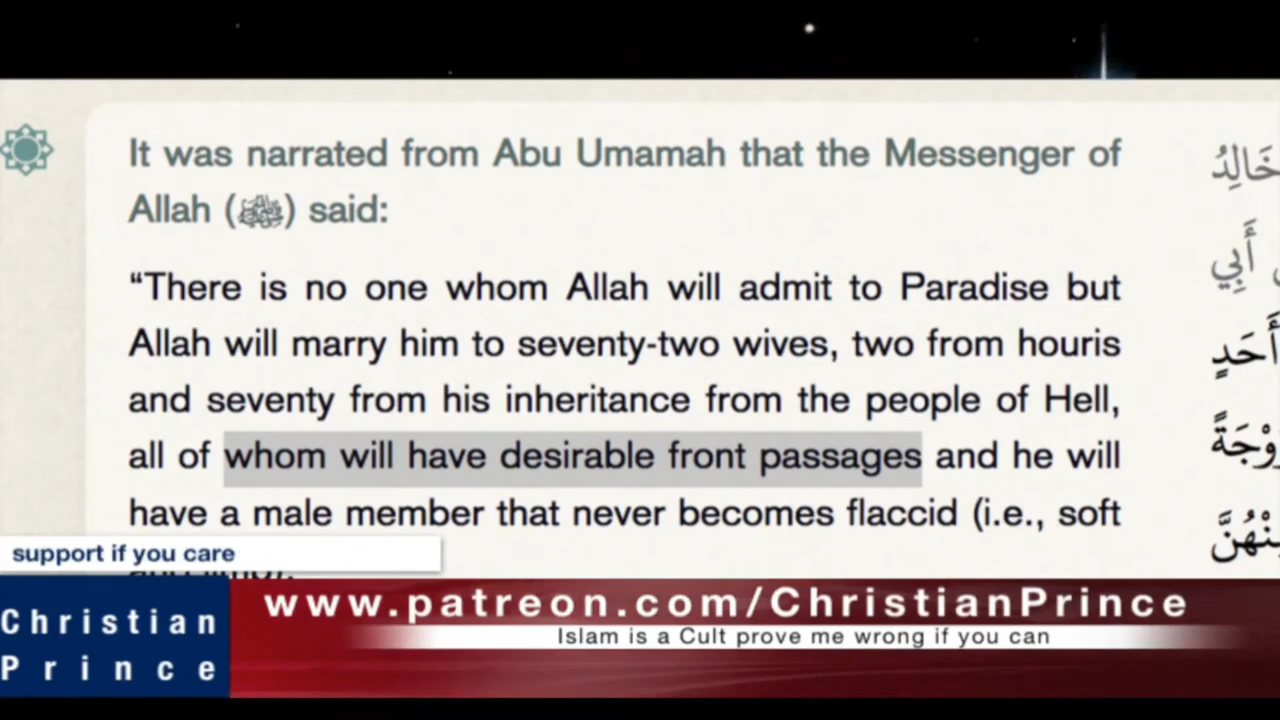 It was narrated from Abu Umamah that the Messenger of
Allah (ﷺ) said:
“There is no one whom Allah will admit to Paradise but
Allah will marry him to seventy-two wives, two from houris
and seventy from his inheritance from the people of Hell,
all of whom will have desirable front passages and he will
have a male member that never becomes flaccid (i.e., soft
خَالِدُ
أَبِي
أَحَدٍ
support if you care
Christian
Prince
www.patreon.com/ChristianPrince
Islam is a Cult prove me wrong if you can